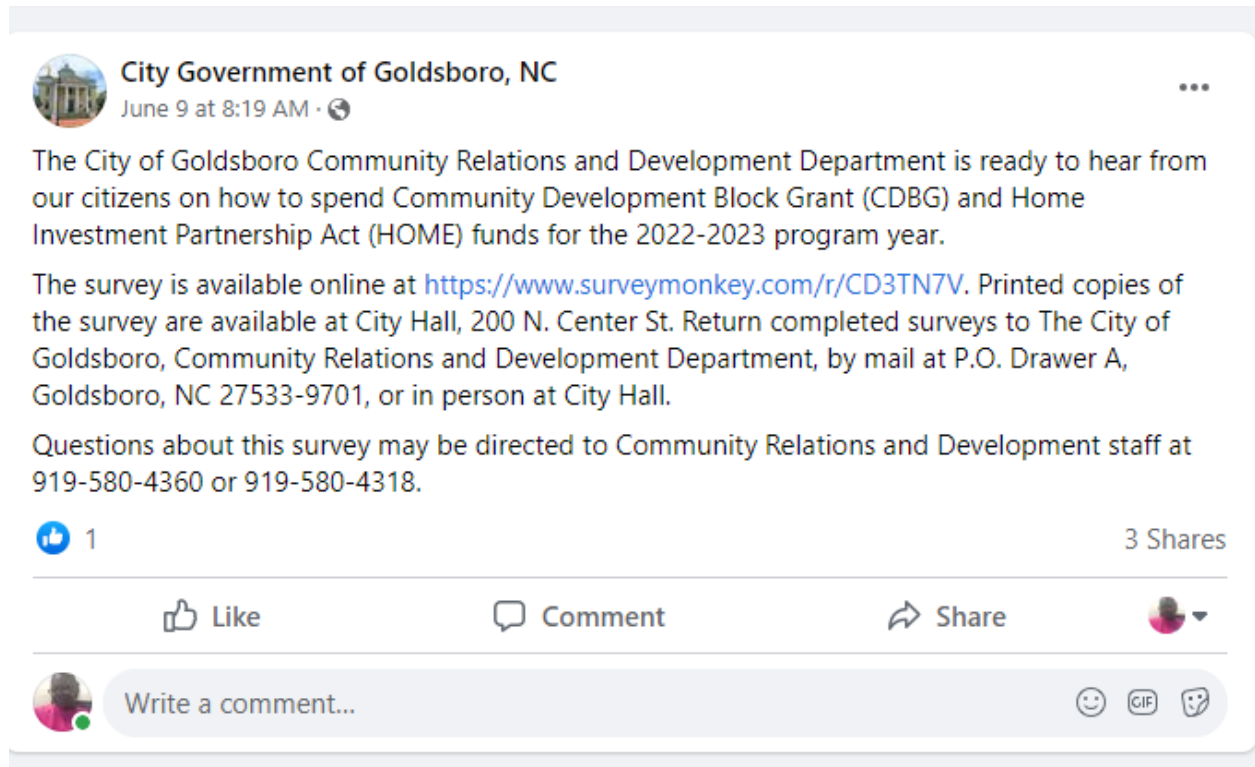 City Government of Goldsboro, NC
June 9 at 8:19 AM ·
The City of Goldsboro Community Relations and Development Department is ready to hear from
our citizens on how to spend Community Development Block Grant (CDBG) and Home
Investment Partnership Act (HOME) funds for the 2022-2023 program year.
The survey is available online at https://www.surveymonkey.com/r/CD3TN7V. Printed copies of
the survey are available at City Hall, 200 N. Center St. Return completed surveys to The City of
Goldsboro, Community Relations and Development Department, by mail at P.O. Drawer A,
Goldsboro, NC 27533-9701, or in person at City Hall.
Questions about this survey may be directed to Community Relations and Development staff at
919-580-4360 or 919-580-4318.
1 3 Shares
Like Comment Share
Write a comment... GIF